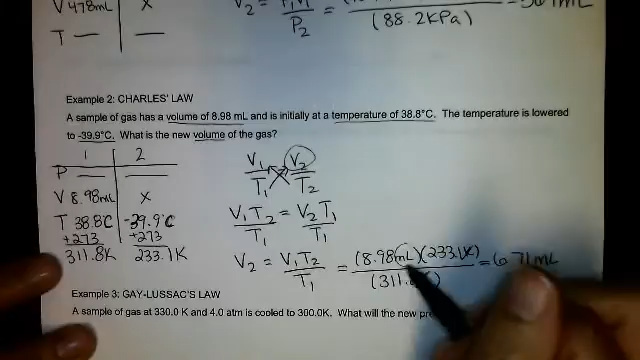 V 478mL | X V₂ = P₁V₁/P₂ =
T — | — (88.2KPa)
Example 2: CHARLES' LAW
A sample of gas has a volume of 8.98 mL and is initially at a temperature of 38.8°C. The temperature is lowered
to -39.9°C. What is the new volume of the gas?
1 | 2 V₁/T₁ = V₂/T₂
P — | —
V 8.98mL | X V₁T₂/T₁ = V₂T₁/T₁
T 38.8°C | -39.9°C
+273 | +273
311.8K | 233.1K V₂ = V₁T₂/T₁ = (8.98mL)(233.1K)/(311. = 6.71mL
Example 3: GAY-LUSSAC'S LAW
A sample of gas at 330.0 K and 4.0 atm is cooled to 300.0K. What will the new